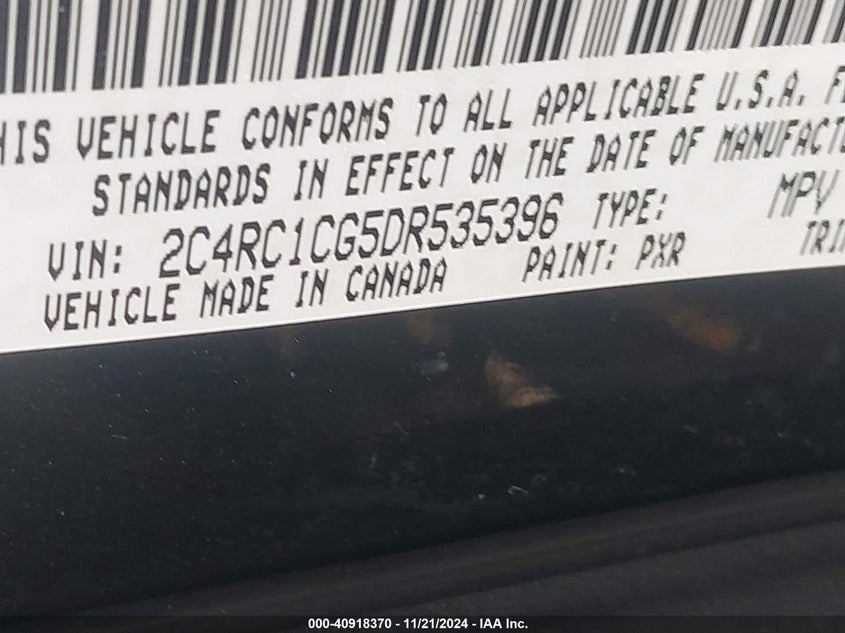 THIS VEHICLE CONFORMS TO ALL APPLICABLE U.S.A.
STANDARDS IN EFFECT ON THE DATE OF
VIN: 2C4RC1CG5DR535396 TYPE: MPV
VEHICLE MADE IN CANADA PAINT: PXR
000-40918370 - 11/21/2024 - IAA Inc.